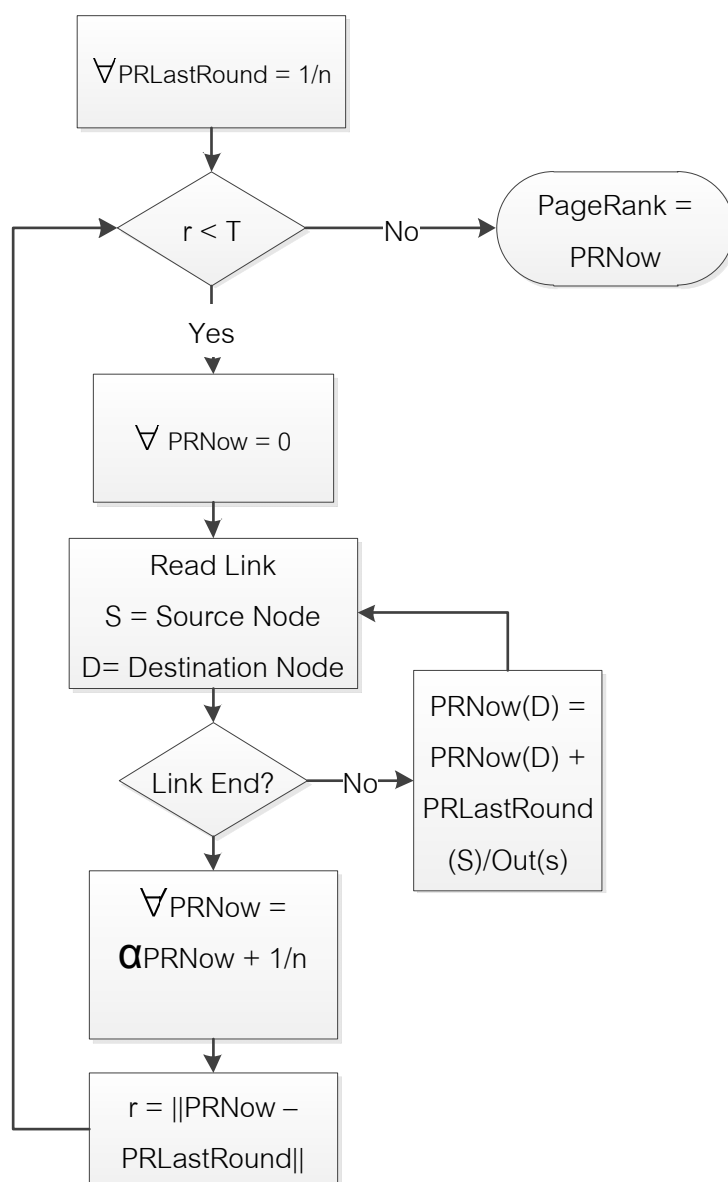 ∀PRLastRound = 1/n
r < T
No
PageRank =
PRNow
Yes
∀ PRNow = 0
Read Link
S = Source Node
D= Destination Node
Link End?
No
PRNow(D) =
PRNow(D) +
PRLastRound
(S)/Out(s)
∀PRNow =
αPRNow + 1/n
r = ||PRNow –
PRLastRound||